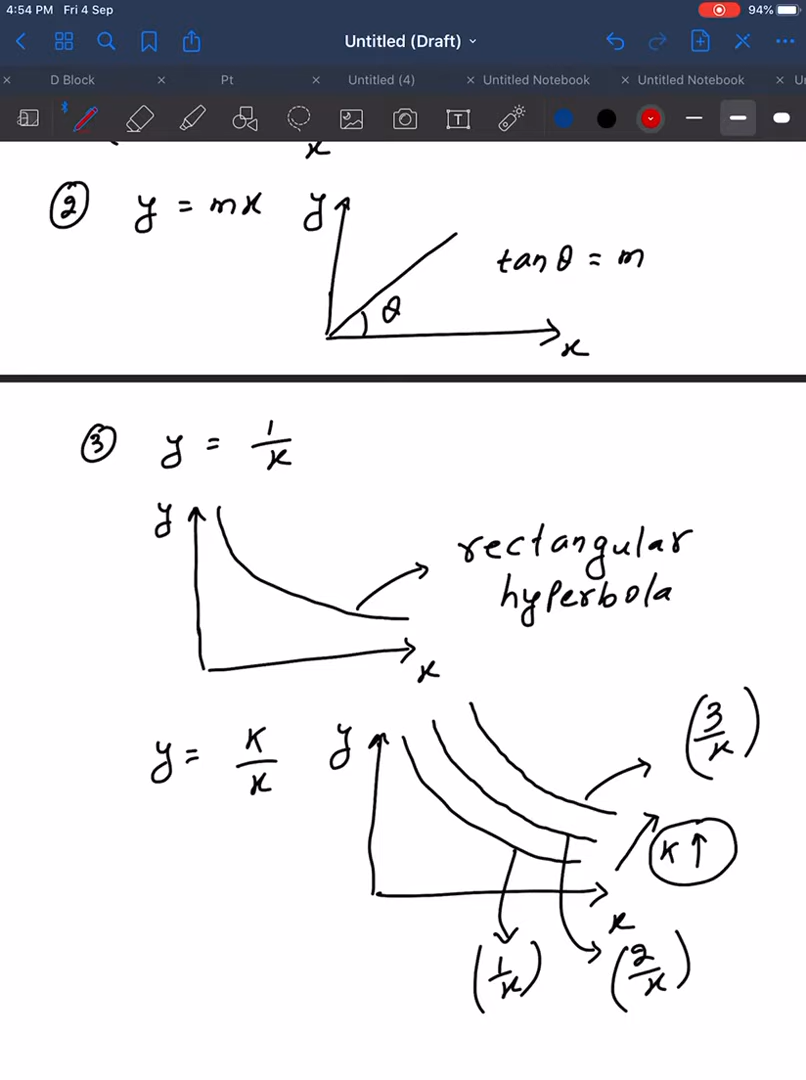 4:54 PM Fri 4 Sep
94%
Untitled (Draft)
D Block
Pt
Untitled (4)
Untitled Notebook
Untitled Notebook
T
x
② y = mx
y
θ
x
tan θ = m
③ y = 1/x
y
x
rectangular
hyperbola
y = K/x
y
x
(3/x)
K↑
(1/x)
(2/x)